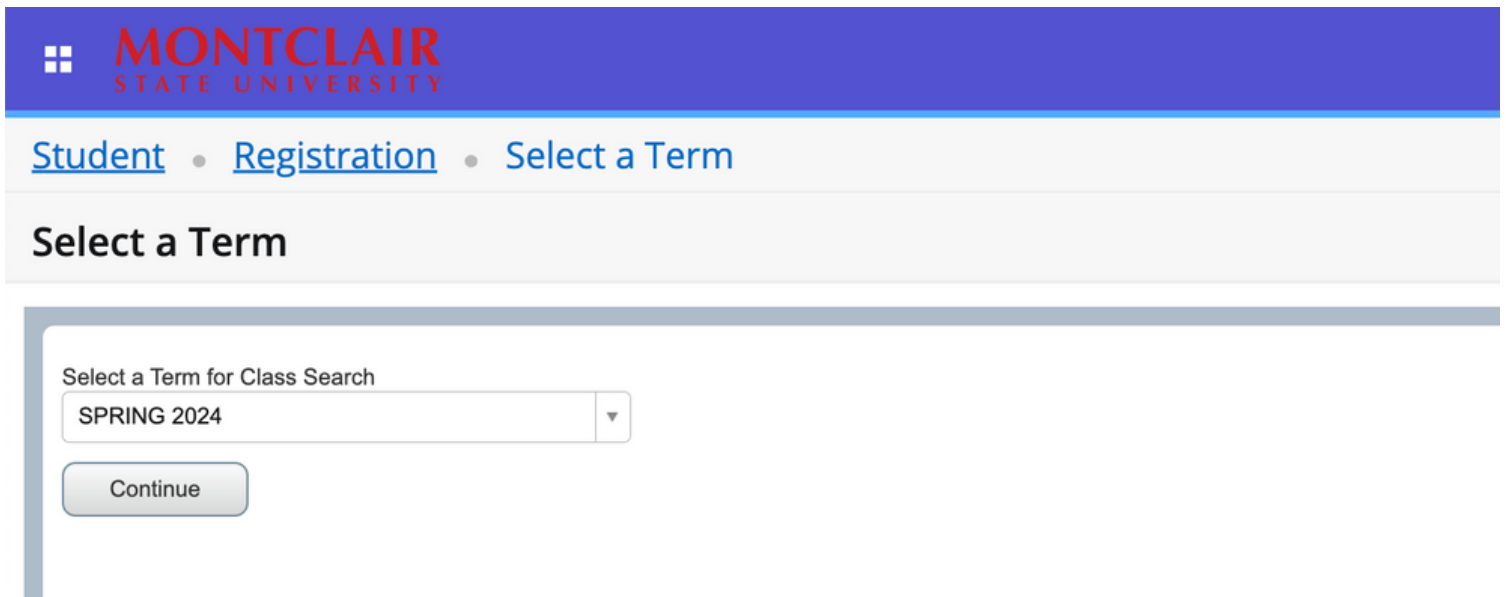 MONTCLAIR
STATE UNIVERSITY
Student • Registration • Select a Term
Select a Term
Select a Term for Class Search
SPRING 2024
Continue